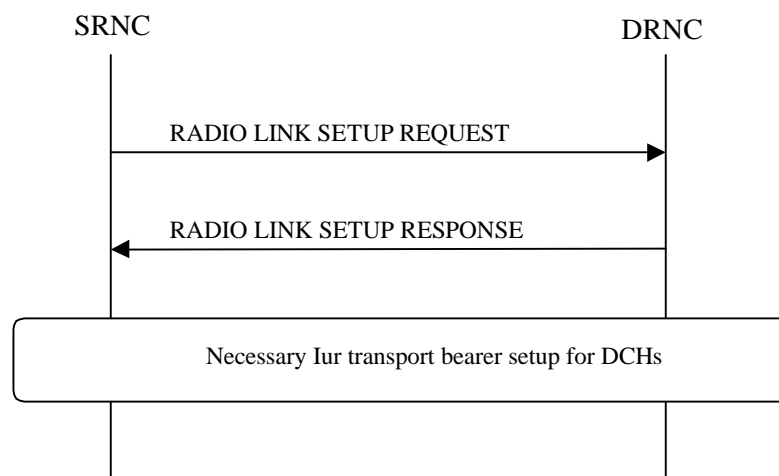 SRNC
DRNC
RADIO LINK SETUP REQUEST
RADIO LINK SETUP RESPONSE
Necessary Iur transport bearer setup for DCHs